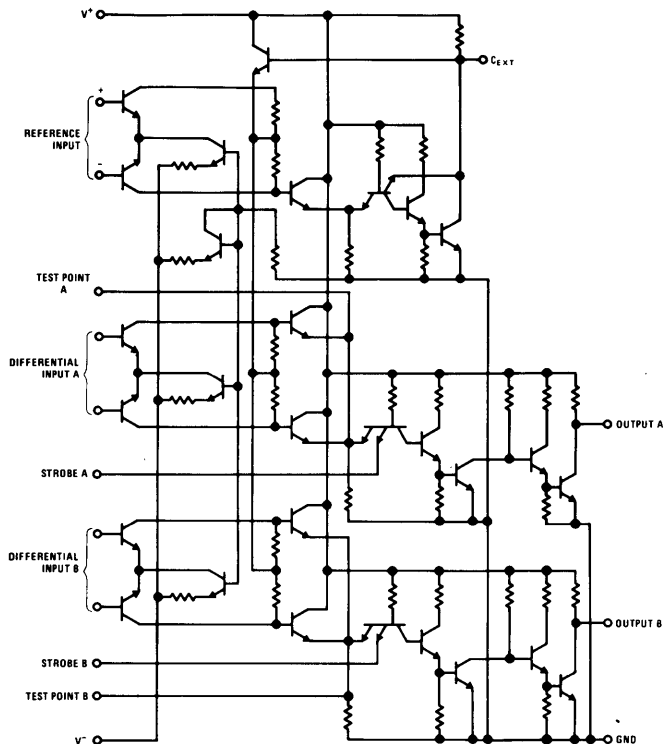 V+
CEXT
+
REFERENCE
INPUT
−
TEST POINT
A
DIFFERENTIAL
INPUT A
OUTPUT A
STROBE A
DIFFERENTIAL
INPUT B
OUTPUT B
STROBE B
TEST POINT B
V−
GND